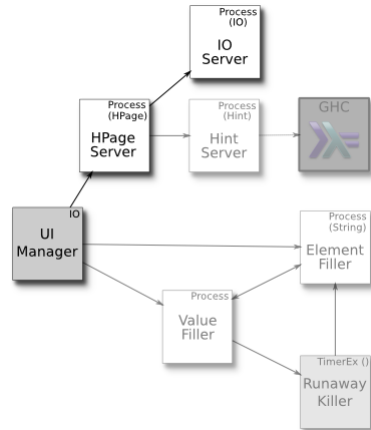 Process
(IO)
IO
Server
Process
(HPage)
HPage
Server
Process
(Hint)
Hint
Server
GHC
IO
UI
Manager
Process
(String)
Element
Filler
Process
Value
Filler
TimerEx ()
Runaway
Killer